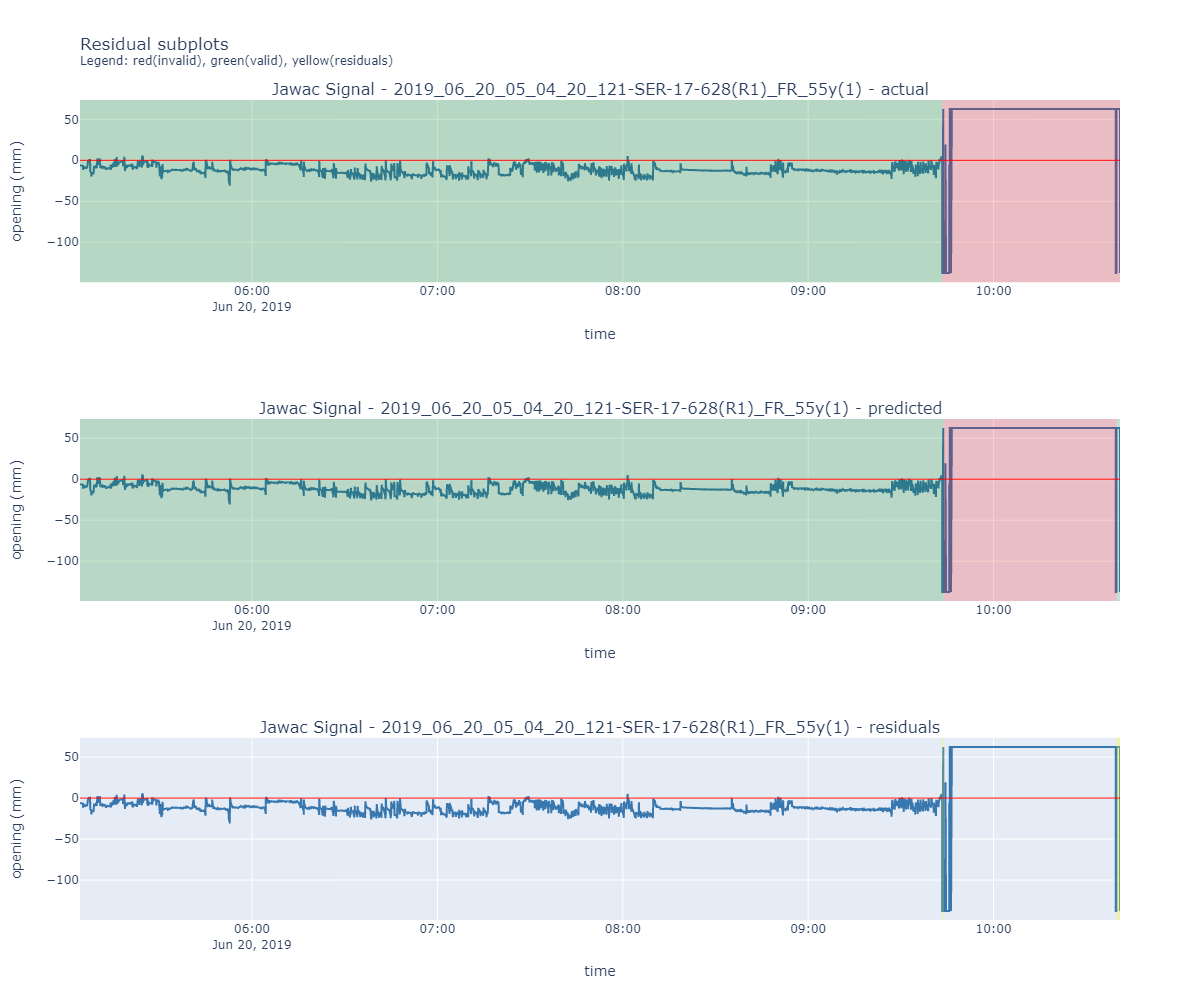 Residual subplots
Legend: red(invalid), green(valid), yellow(residuals)
Jawac Signal - 2019_06_20_05_04_20_121-SER-17-628(R1)_FR_55y(1) - actual
50
0
−50
−100
opening (mm)
06:00
07:00
08:00
09:00
10:00
Jun 20, 2019
time
Jawac Signal - 2019_06_20_05_04_20_121-SER-17-628(R1)_FR_55y(1) - predicted
50
0
−50
−100
opening (mm)
06:00
07:00
08:00
09:00
10:00
Jun 20, 2019
time
Jawac Signal - 2019_06_20_05_04_20_121-SER-17-628(R1)_FR_55y(1) - residuals
50
0
−50
−100
opening (mm)
06:00
07:00
08:00
09:00
10:00
Jun 20, 2019
time